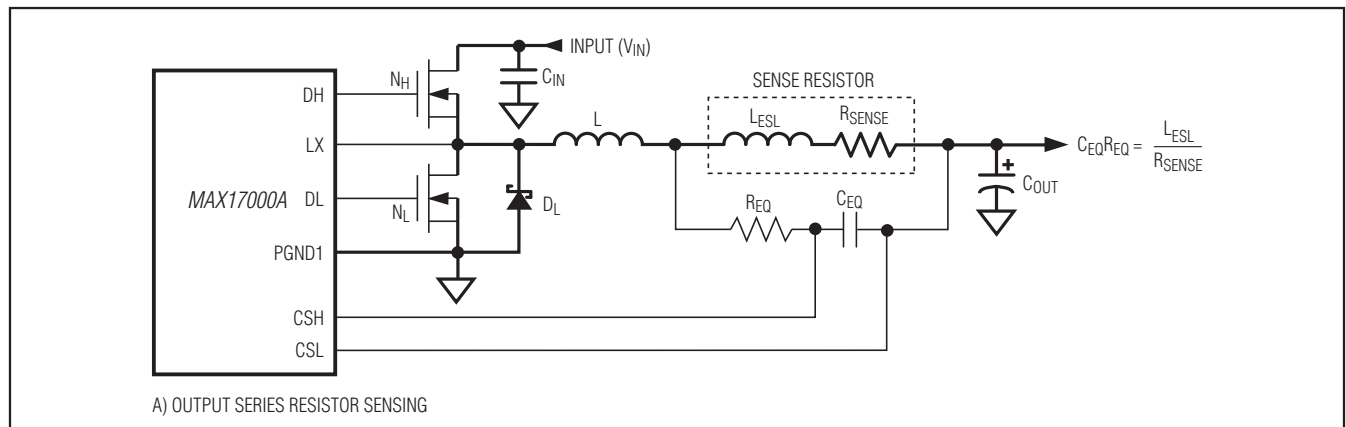 INPUT (VIN)
CIN
SENSE RESISTOR
NH
DH
LESL
RSENSE
L
LX
CEQREQ = LESL
RSENSE
+
COUT
MAX17000A
DL
NL
DL
REQ
CEQ
PGND1
CSH
CSL
A) OUTPUT SERIES RESISTOR SENSING